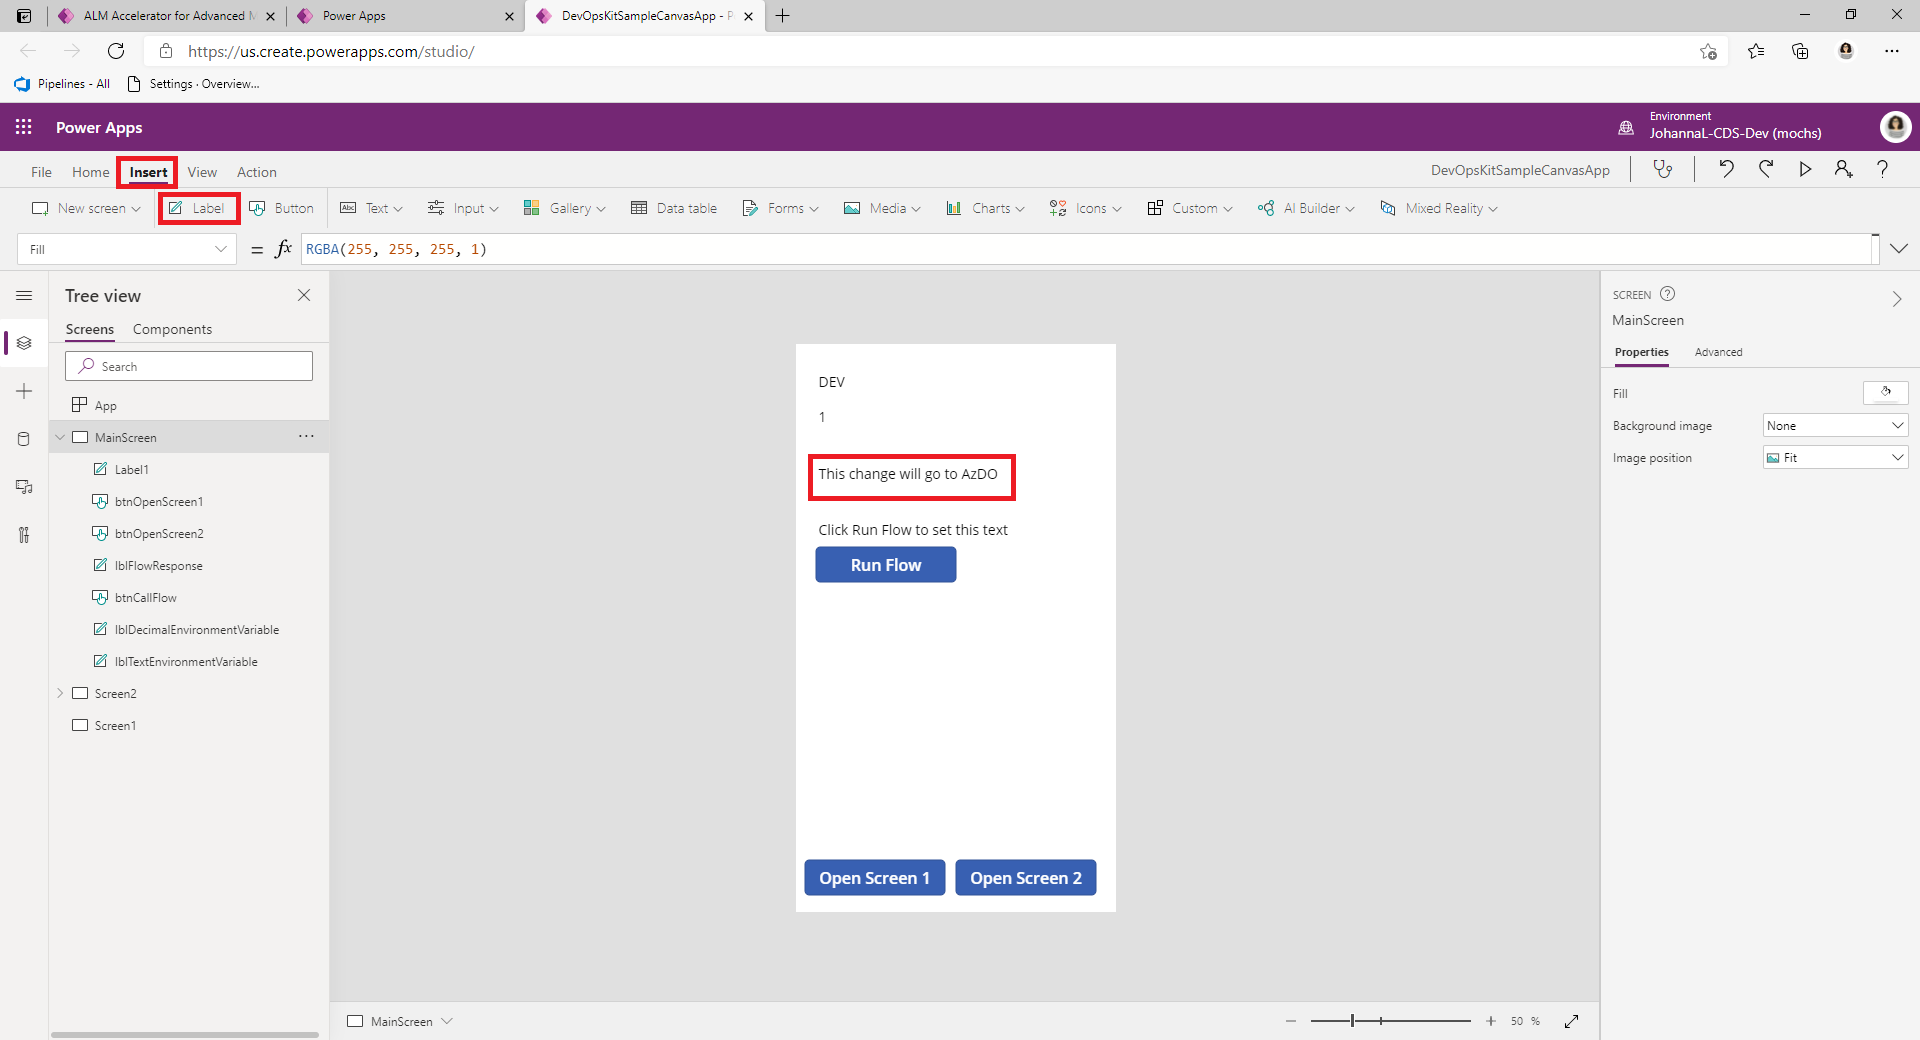 ALM Accelerator for Advanced M
Power Apps
DevOpsKitSampleCanvasApp - P
https://us.create.powerapps.com/studio/
Pipelines - All
Settings · Overview...
Power Apps
Environment
JohannaL-CDS-Dev (mochs)
File
Home
Insert
View
Action
DevOpsKitSampleCanvasApp
New screen
Label
Button
Text
Input
Gallery
Data table
Forms
Media
Charts
Icons
Custom
AI Builder
Mixed Reality
Fill
= fx
RGBA(255, 255, 255, 1)
Tree view
Screens
Components
Search
App
MainScreen
Label1
btnOpenScreen1
btnOpenScreen2
lblFlowResponse
btnCallFlow
lblDecimalEnvironmentVariable
lblTextEnvironmentVariable
Screen2
Screen1
DEV
1
This change will go to AzDO
Click Run Flow to set this text
Run Flow
Open Screen 1
Open Screen 2
SCREEN
MainScreen
Properties
Advanced
Fill
Background image
None
Image position
Fit
MainScreen
50 %